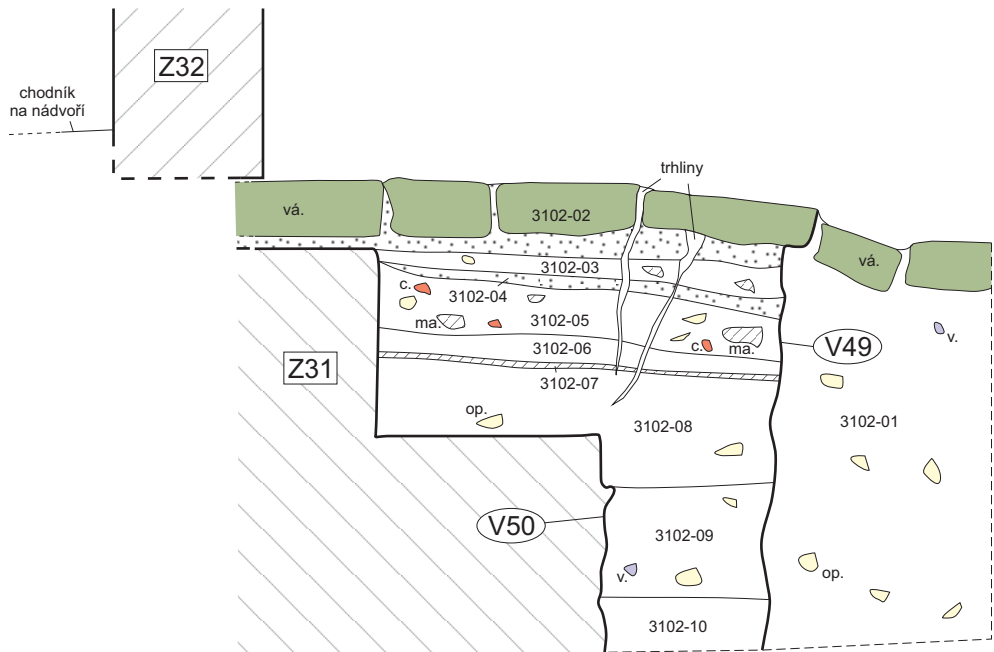 Z32
chodník
na nádvoří
trhliny
vá.
3102-02
vá.
3102-03
c.
3102-04
ma.
3102-05
v.
c.
ma.
V49
3102-06
Z31
3102-07
op.
3102-08
3102-01
V50
3102-09
v.
op.
3102-10